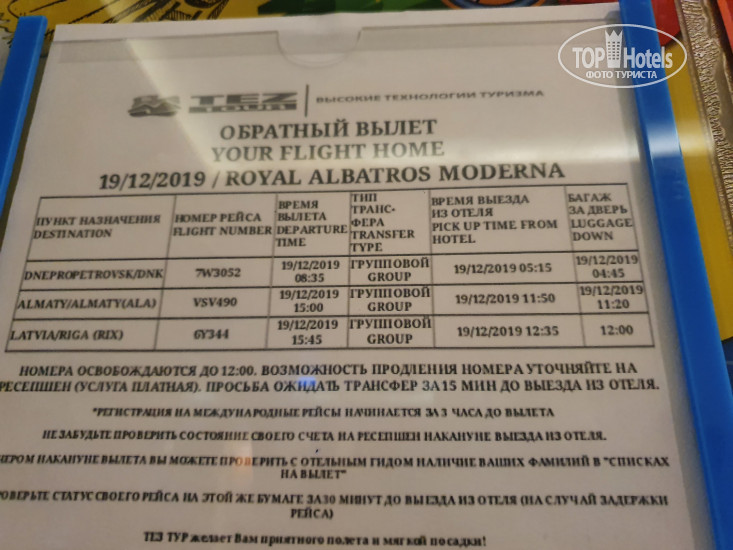 TOP Hotels
ФОТО ТУРИСТА
TEZ TOUR | ВЫСОКИЕ ТЕХНОЛОГИИ ТУРИЗМА
ОБРАТНЫЙ ВЫЛЕТ
YOUR FLIGHT HOME
19/12/2019 / ROYAL ALBATROS MODERNA
ПУНКТ НАЗНАЧЕНИЯ DESTINATION НОМЕР РЕЙСА FLIGHT NUMBER ВРЕМЯ ВЫЛЕТА DEPARTURE TIME ТИП ТРАНС-ФЕРА TRANSFER TYPE ВРЕМЯ ВЫЕЗДА ИЗ ОТЕЛЯ PICK UP TIME FROM HOTEL БАГАЖ ЗА ДВЕРЬ LUGGAGE DOWN
DNEPROPETROVSK/DNK 7W3052 19/12/2019 08:35 ГРУППОВОЙ GROUP 19/12/2019 05:15 19/12/2019 04:45
ALMATY/ALMATY(ALA) VSV490 19/12/2019 15:00 ГРУППОВОЙ GROUP 19/12/2019 11:50 19/12/2019 11:20
LATVIA/RIGA (RIX) 6Y344 19/12/2019 15:45 ГРУППОВОЙ GROUP 19/12/2019 12:35 12:00
НОМЕРА ОСВОБОЖДАЮТСЯ ДО 12:00. ВОЗМОЖНОСТЬ ПРОДЛЕНИЯ НОМЕРА УТОЧНЯЙТЕ НА
РЕСЕПШЕН (УСЛУГА ПЛАТНАЯ). ПРОСЬБА ОЖИДАТЬ ТРАНСФЕР ЗА 15 МИН ДО ВЫЕЗДА ИЗ ОТЕЛЯ.
*РЕГИСТРАЦИЯ НА МЕЖДУНАРОДНЫЕ РЕЙСЫ НАЧИНАЕТСЯ ЗА 3 ЧАСА ДО ВЫЛЕТА
НЕ ЗАБУДЬТЕ ПРОВЕРИТЬ СОСТОЯНИЕ СВОЕГО СЧЕТА НА РЕСЕПШЕН НАКАНУНЕ ВЫЕЗДА ИЗ ОТЕЛЯ.
ЧЕРОМ НАКАНУНЕ ВЫЛЕТА ВЫ МОЖЕТЕ ПРОВЕРИТЬ С ОТЕЛЬНЫМ ГИДОМ НАЛИЧИЕ ВАШИХ ФАМИЛИЙ В "СПИСКАХ
НА ВЫЛЕТ"
РОВЕРЬТЕ СТАТУС СВОЕГО РЕЙСА НА ЭТОЙ ЖЕ БУМАГЕ ЗА 30 МИНУТ ДО ВЫЕЗДА ИЗ ОТЕЛЯ (НА СЛУЧАЙ ЗАДЕРЖКИ
РЕЙСА)
ТЕЗ ТУР желает Вам приятного полета и мягкой посадки!